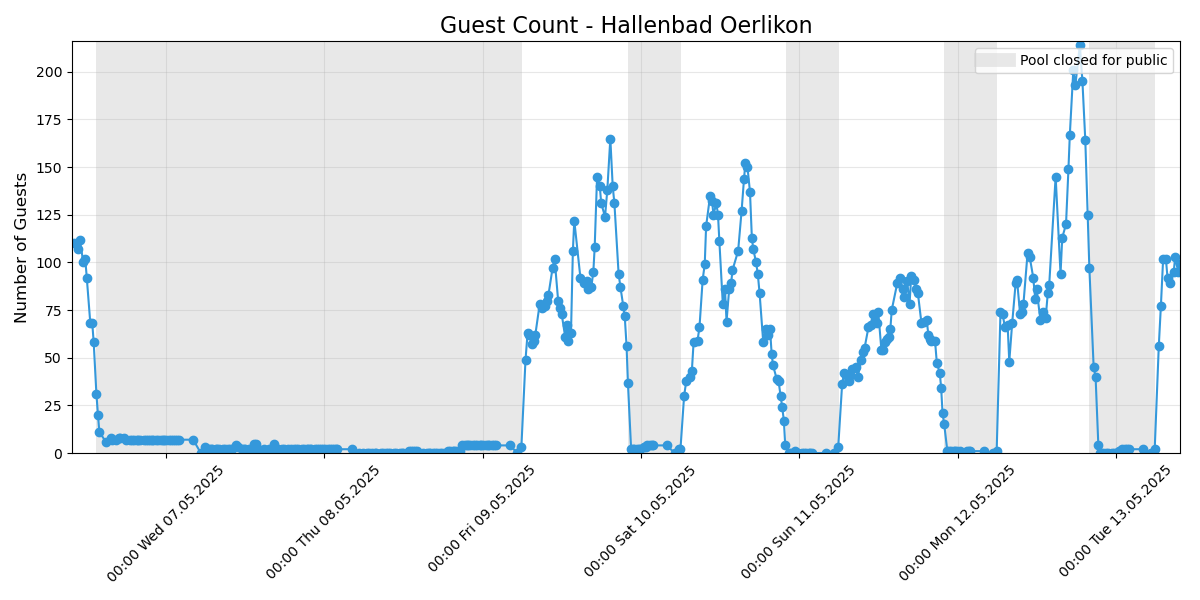 Guest Count - Hallenbad Oerlikon
Pool closed for public
Number of Guests
200
175
150
125
100
75
50
25
0
00:00 Wed 07.05.2025
00:00 Thu 08.05.2025
00:00 Fri 09.05.2025
00:00 Sat 10.05.2025
00:00 Sun 11.05.2025
00:00 Mon 12.05.2025
00:00 Tue 13.05.2025